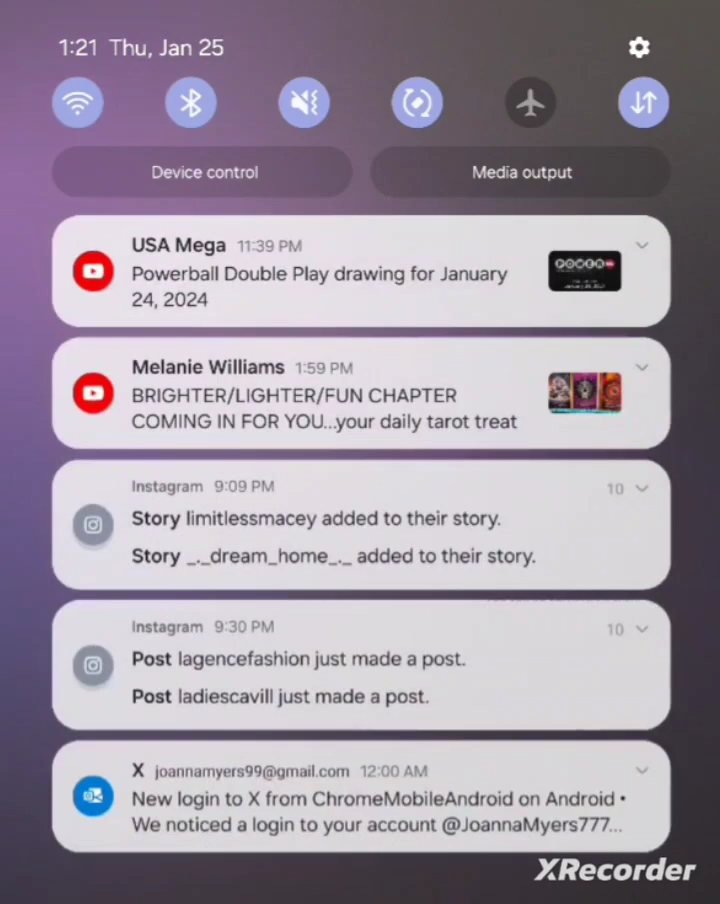 1:21 Thu, Jan 25
Device control
Media output
USA Mega 11:39 PM
Powerball Double Play drawing for January
24, 2024
POWER
Melanie Williams 1:59 PM
BRIGHTER/LIGHTER/FUN CHAPTER
COMING IN FOR YOU...your daily tarot treat
Instagram 9:09 PM
10
Story limitlessmacey added to their story.
Story _._dream_home_._ added to their story.
Instagram 9:30 PM
10
Post lagencefashion just made a post.
Post ladiescavill just made a post.
X joannamyers99@gmail.com 12:00 AM
New login to X from ChromeMobileAndroid on Android •
We noticed a login to your account @JoannaMyers777...
XRecorder